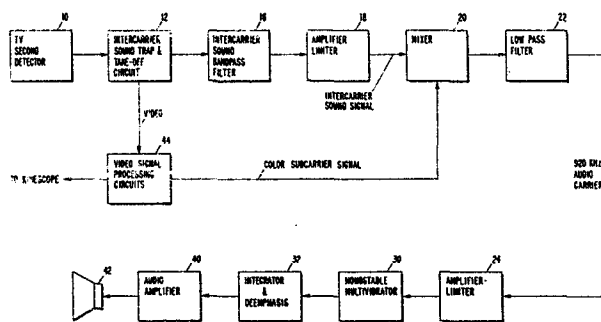 10
TV
SECOND
DETECTOR
12
INTERCARRIER
SOUND TRAP &
TAKE-OFF
CIRCUIT
16
INTERCARRIER
SOUND
BANDPASS
FILTER
18
AMPLIFIER
LIMITER
20
MIXER
22
LOW PASS
FILTER
INTERCARRIER
SOUND SIGNAL
VIDEO
44
VIDEO SIGNAL
PROCESSING
CIRCUITS
TO KINESCOPE
COLOR SUBCARRIER SIGNAL
920 KHz
AUDIO
CARRIER
42
40
AUDIO
AMPLIFIER
32
INTEGRATOR
&
DEEMPHASIS
30
MONOSTABLE
MULTIVIBRATOR
24
AMPLIFIER-
LIMITER